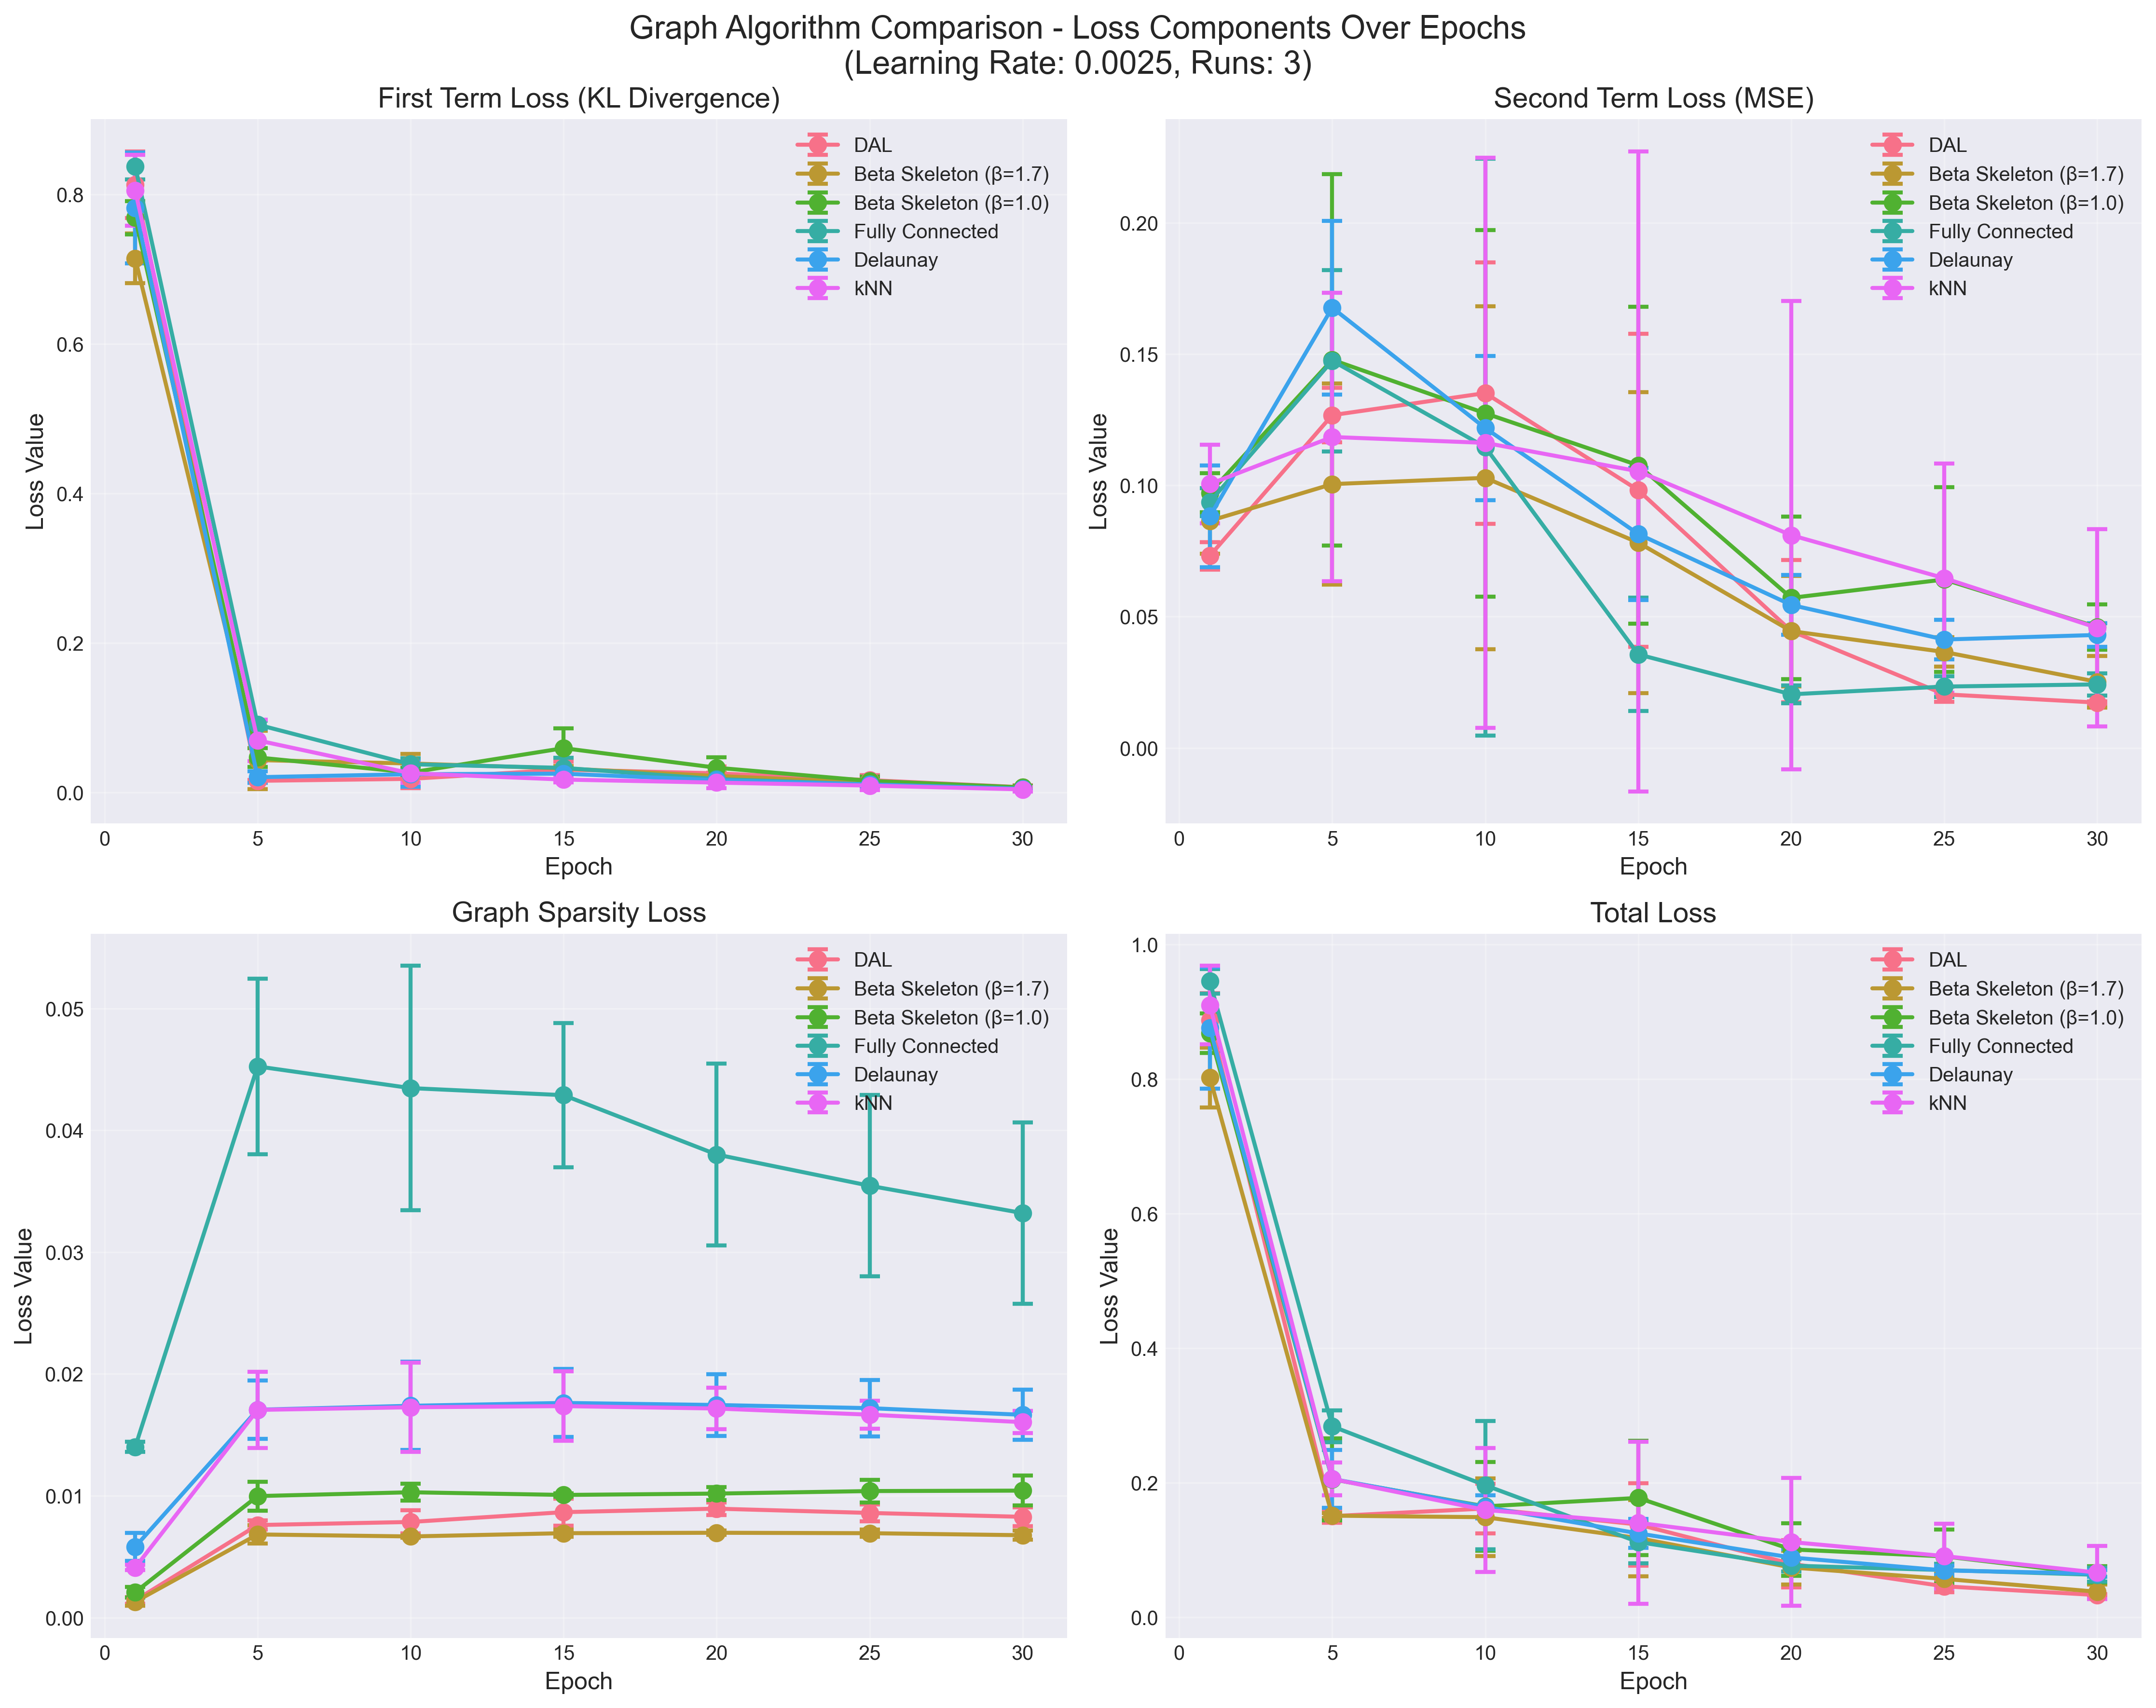 Graph Algorithm Comparison - Loss Components Over Epochs
(Learning Rate: 0.0025, Runs: 3)
First Term Loss (KL Divergence)
DAL
Beta Skeleton (β=1.7)
Beta Skeleton (β=1.0)
Fully Connected
Delaunay
kNN
Loss Value
0.8
0.6
0.4
0.2
0.0
0 5 10 15 20 25 30
Epoch
Second Term Loss (MSE)
DAL
Beta Skeleton (β=1.7)
Beta Skeleton (β=1.0)
Fully Connected
Delaunay
kNN
Loss Value
0.20
0.15
0.10
0.05
0.00
0 5 10 15 20 25 30
Epoch
Graph Sparsity Loss
DAL
Beta Skeleton (β=1.7)
Beta Skeleton (β=1.0)
Fully Connected
Delaunay
kNN
Loss Value
0.05
0.04
0.03
0.02
0.01
0.00
0 5 10 15 20 25 30
Epoch
Total Loss
DAL
Beta Skeleton (β=1.7)
Beta Skeleton (β=1.0)
Fully Connected
Delaunay
kNN
Loss Value
1.0
0.8
0.6
0.4
0.2
0.0
0 5 10 15 20 25 30
Epoch